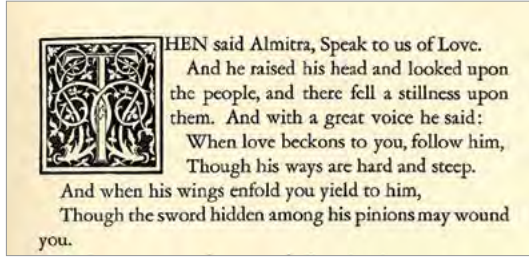 THEN said Almitra, Speak to us of Love.
And he raised his head and looked upon
the people, and there fell a stillness upon
them. And with a great voice he said:
When love beckons to you, follow him,
Though his ways are hard and steep.
And when his wings enfold you yield to him,
Though the sword hidden among his pinions may wound
you.